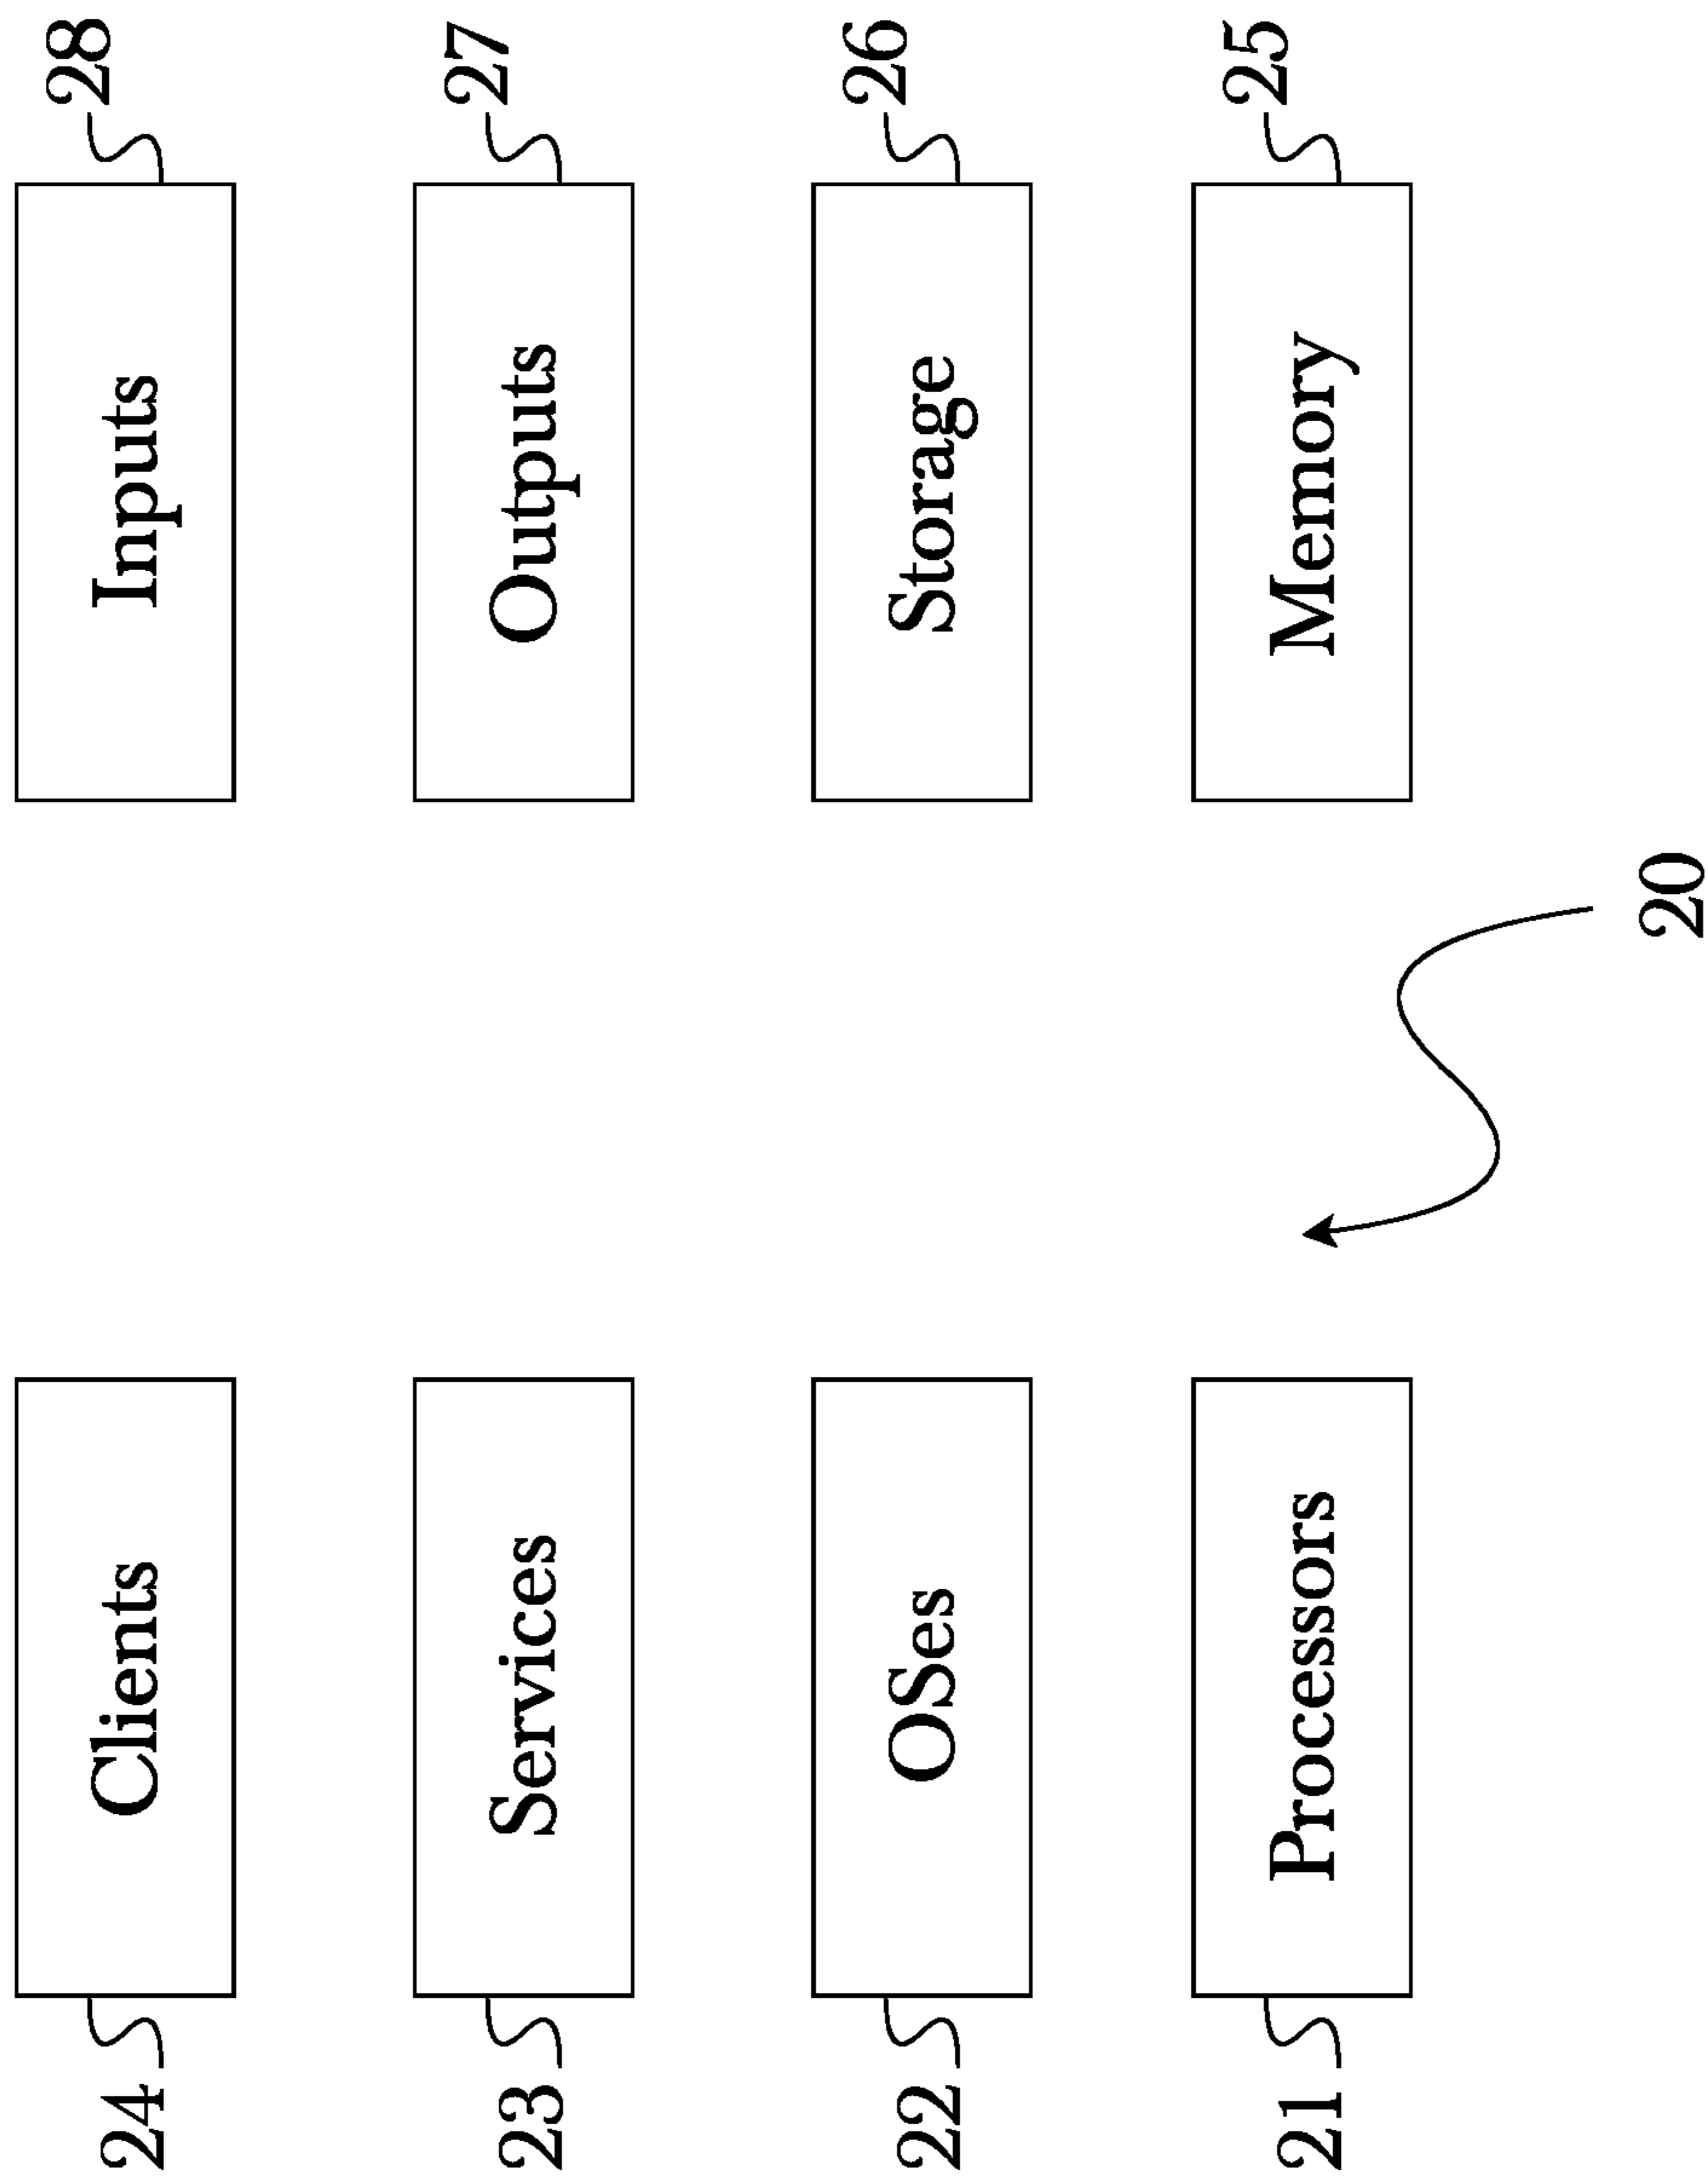 24
Clients
Inputs
28
23
Services
Outputs
27
22
OSes
Storage
26
21
Processors
Memory
25
20